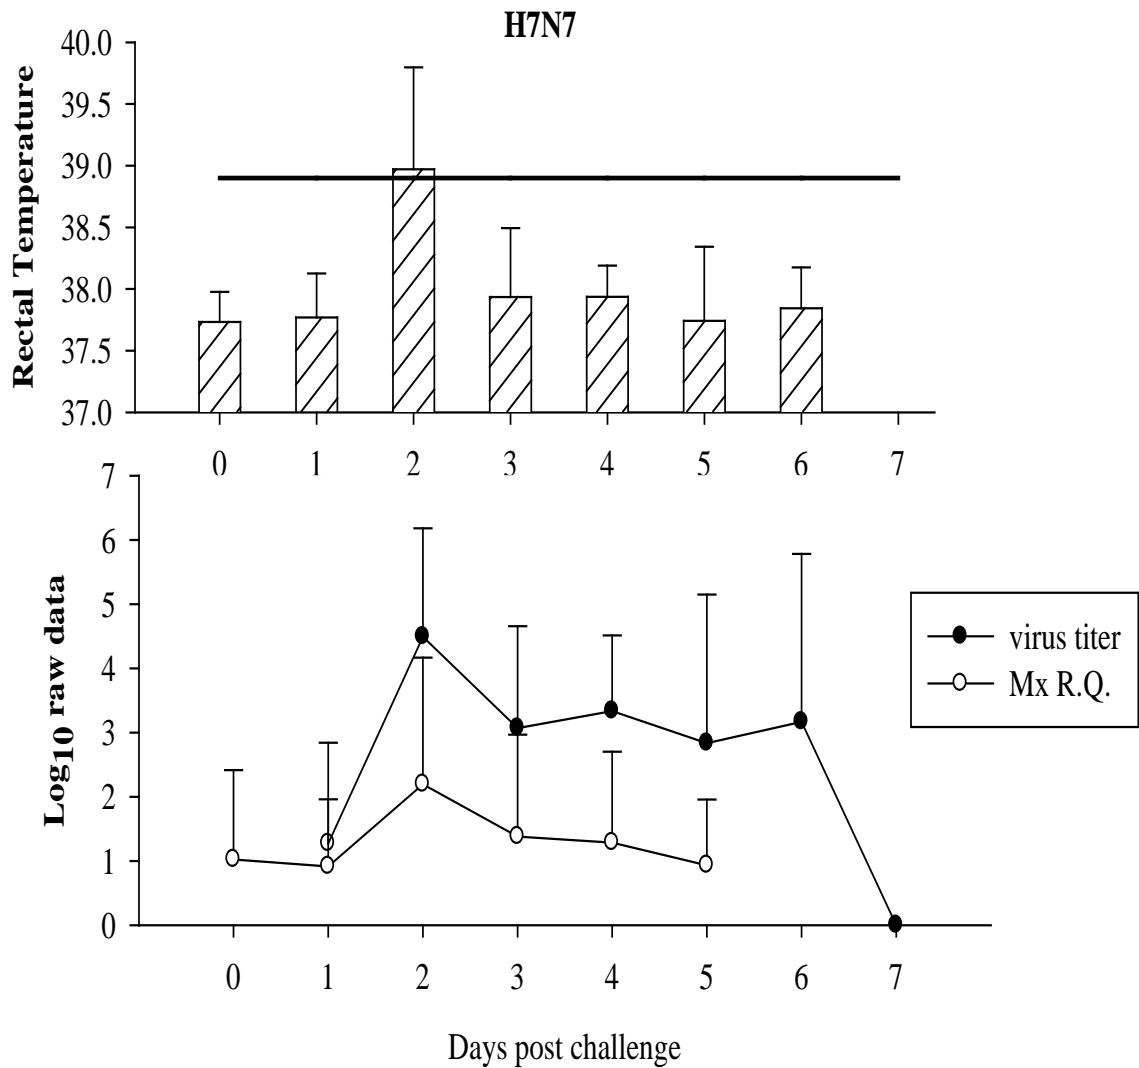 H7N7
Rectal Temperature
40.0
39.5
39.0
38.5
38.0
37.5
37.0
0 1 2 3 4 5 6 7
Log10 raw data
7
6
5
4
3
2
1
0
0 1 2 3 4 5 6 7
Days post challenge
virus titer
Mx R.Q.